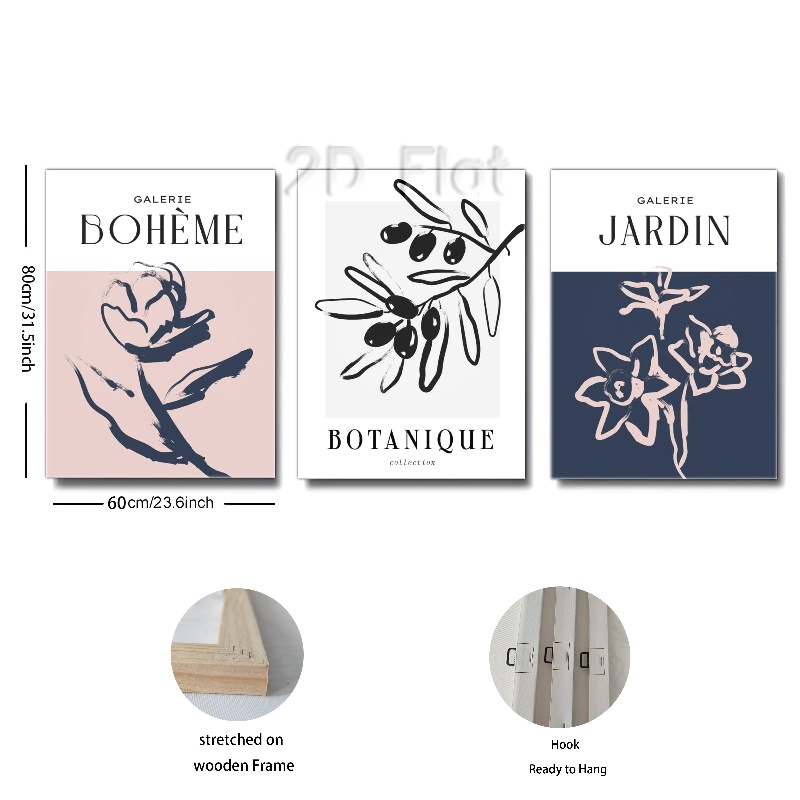 2D Flat
GALERIE
BOHÈME
GALERIE
JARDIN
BOTANIQUE
collection
80cm/31.5inch
60cm/23.6inch
stretched on
wooden Frame
Hook
Ready to Hang